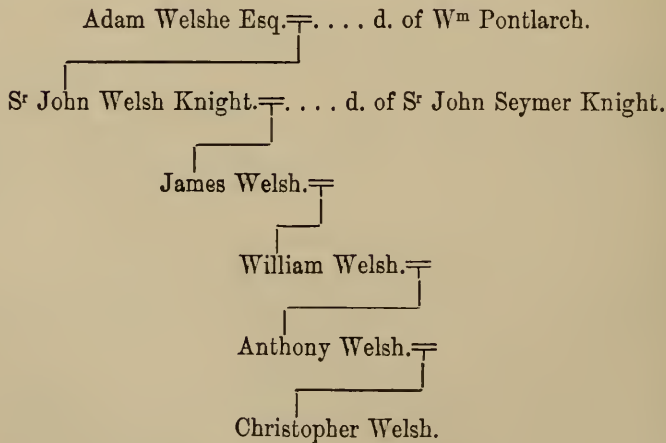 Adam Welshe Esq.=. . . . d. of Wᵐ Pontlarch.
Sʳ John Welsh Knight.=. . . . d. of Sʳ John Seymer Knight.
James Welsh.=
William Welsh.=
Anthony Welsh.=
Christopher Welsh.